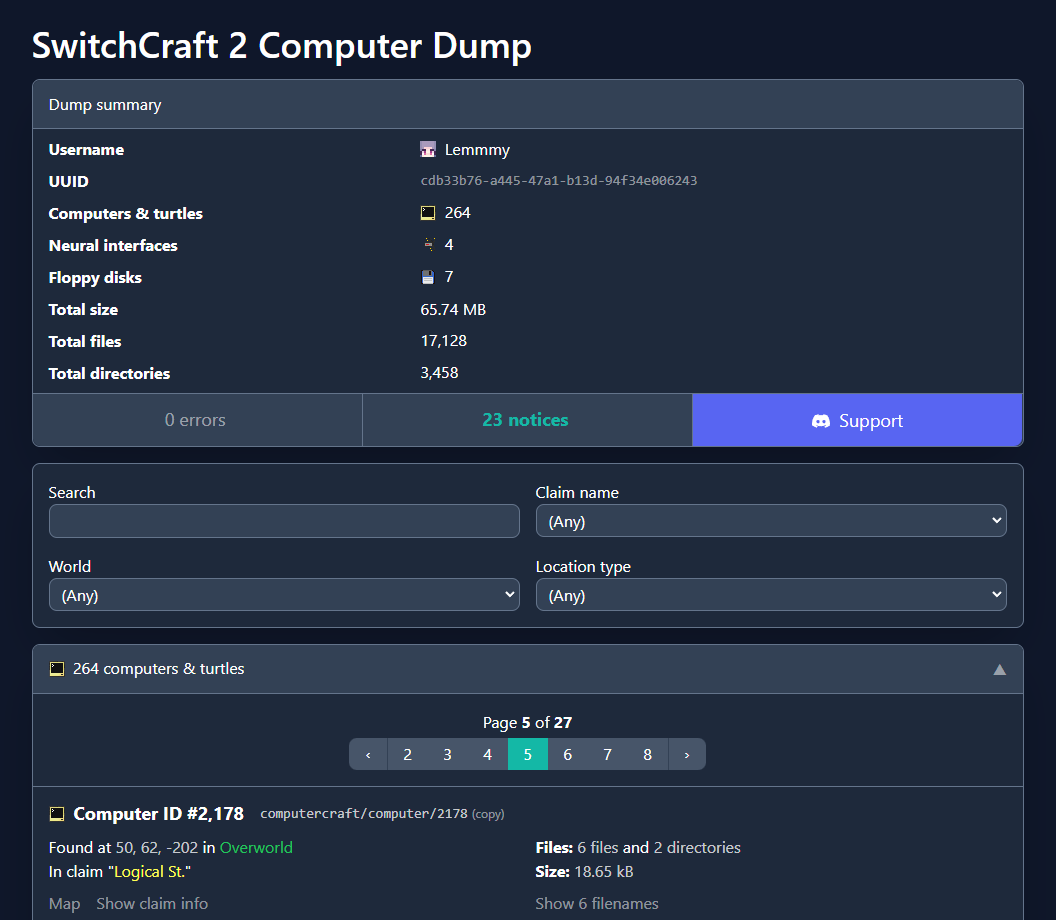 SwitchCraft 2 Computer Dump
Dump summary
Username Lemmmy
UUID cdb33b76-a445-47a1-b13d-94f34e006243
Computers & turtles 264
Neural interfaces 4
Floppy disks 7
Total size 65.74 MB
Total files 17,128
Total directories 3,458
0 errors 23 notices Support
Search Claim name
(Any)
World Location type
(Any) (Any)
264 computers & turtles ▲
Page 5 of 27
‹ 2 3 4 5 6 7 8 ›
Computer ID #2,178 computercraft/computer/2178 (copy)
Found at 50, 62, -202 in Overworld Files: 6 files and 2 directories
In claim "Logical St." Size: 18.65 kB
Map Show claim info Show 6 filenames